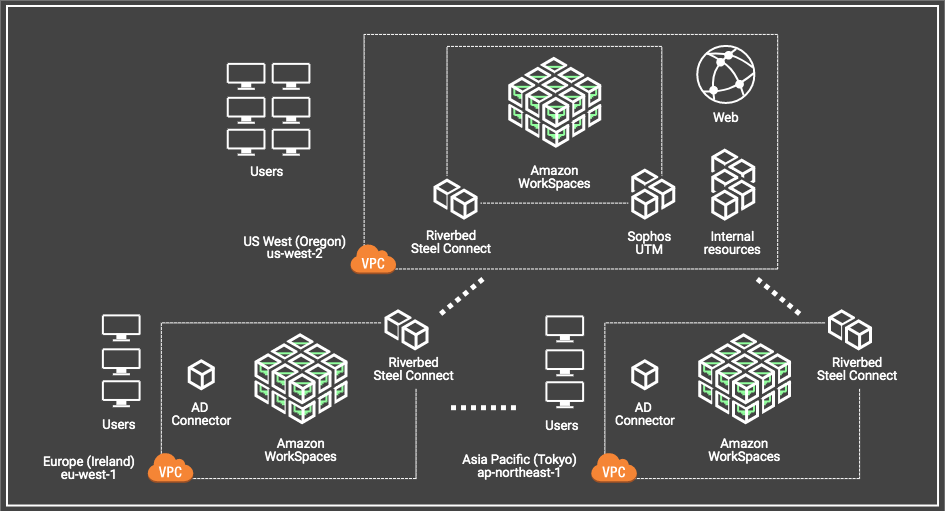 Web
Users
Amazon
WorkSpaces
Riverbed
Steel Connect
Sophos
UTM
Internal
resources
US West (Oregon)
us-west-2
VPC
Users
AD
Connector
Amazon
WorkSpaces
Riverbed
Steel Connect
Europe (Ireland)
eu-west-1
VPC
Users
AD
Connector
Amazon
WorkSpaces
Riverbed
Steel Connect
Asia Pacific (Tokyo)
ap-northeast-1
VPC